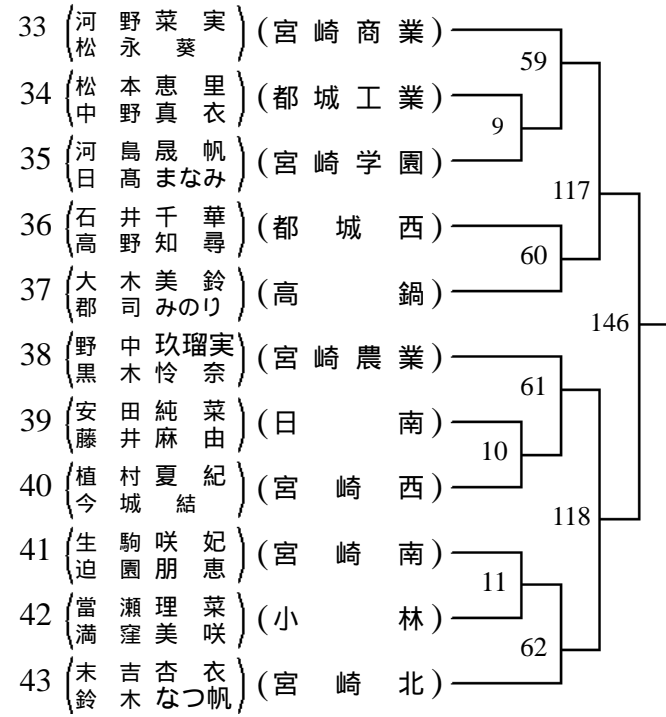 33 河野菜実 松永葵 (宮崎商業)
59
34 松本恵里 中野真衣 (都城工業)
9
35 河島晟帆 日髙まなみ (宮崎学園)
117
36 石井千華 高野知尋 (都城西)
60
37 大木美鈴 郡司みのり (高鍋)
146
38 野中玖瑠実 黒木怜奈 (宮崎農業)
61
39 安田純菜 藤井麻由 (日南)
10
40 植村夏紀 今城結 (宮崎西)
118
41 生駒咲妃 迫園朋恵 (宮崎南)
11
42 當瀬理菜 満窪美咲 (小林)
62
43 末吉杏衣 鈴木なつ帆 (宮崎北)